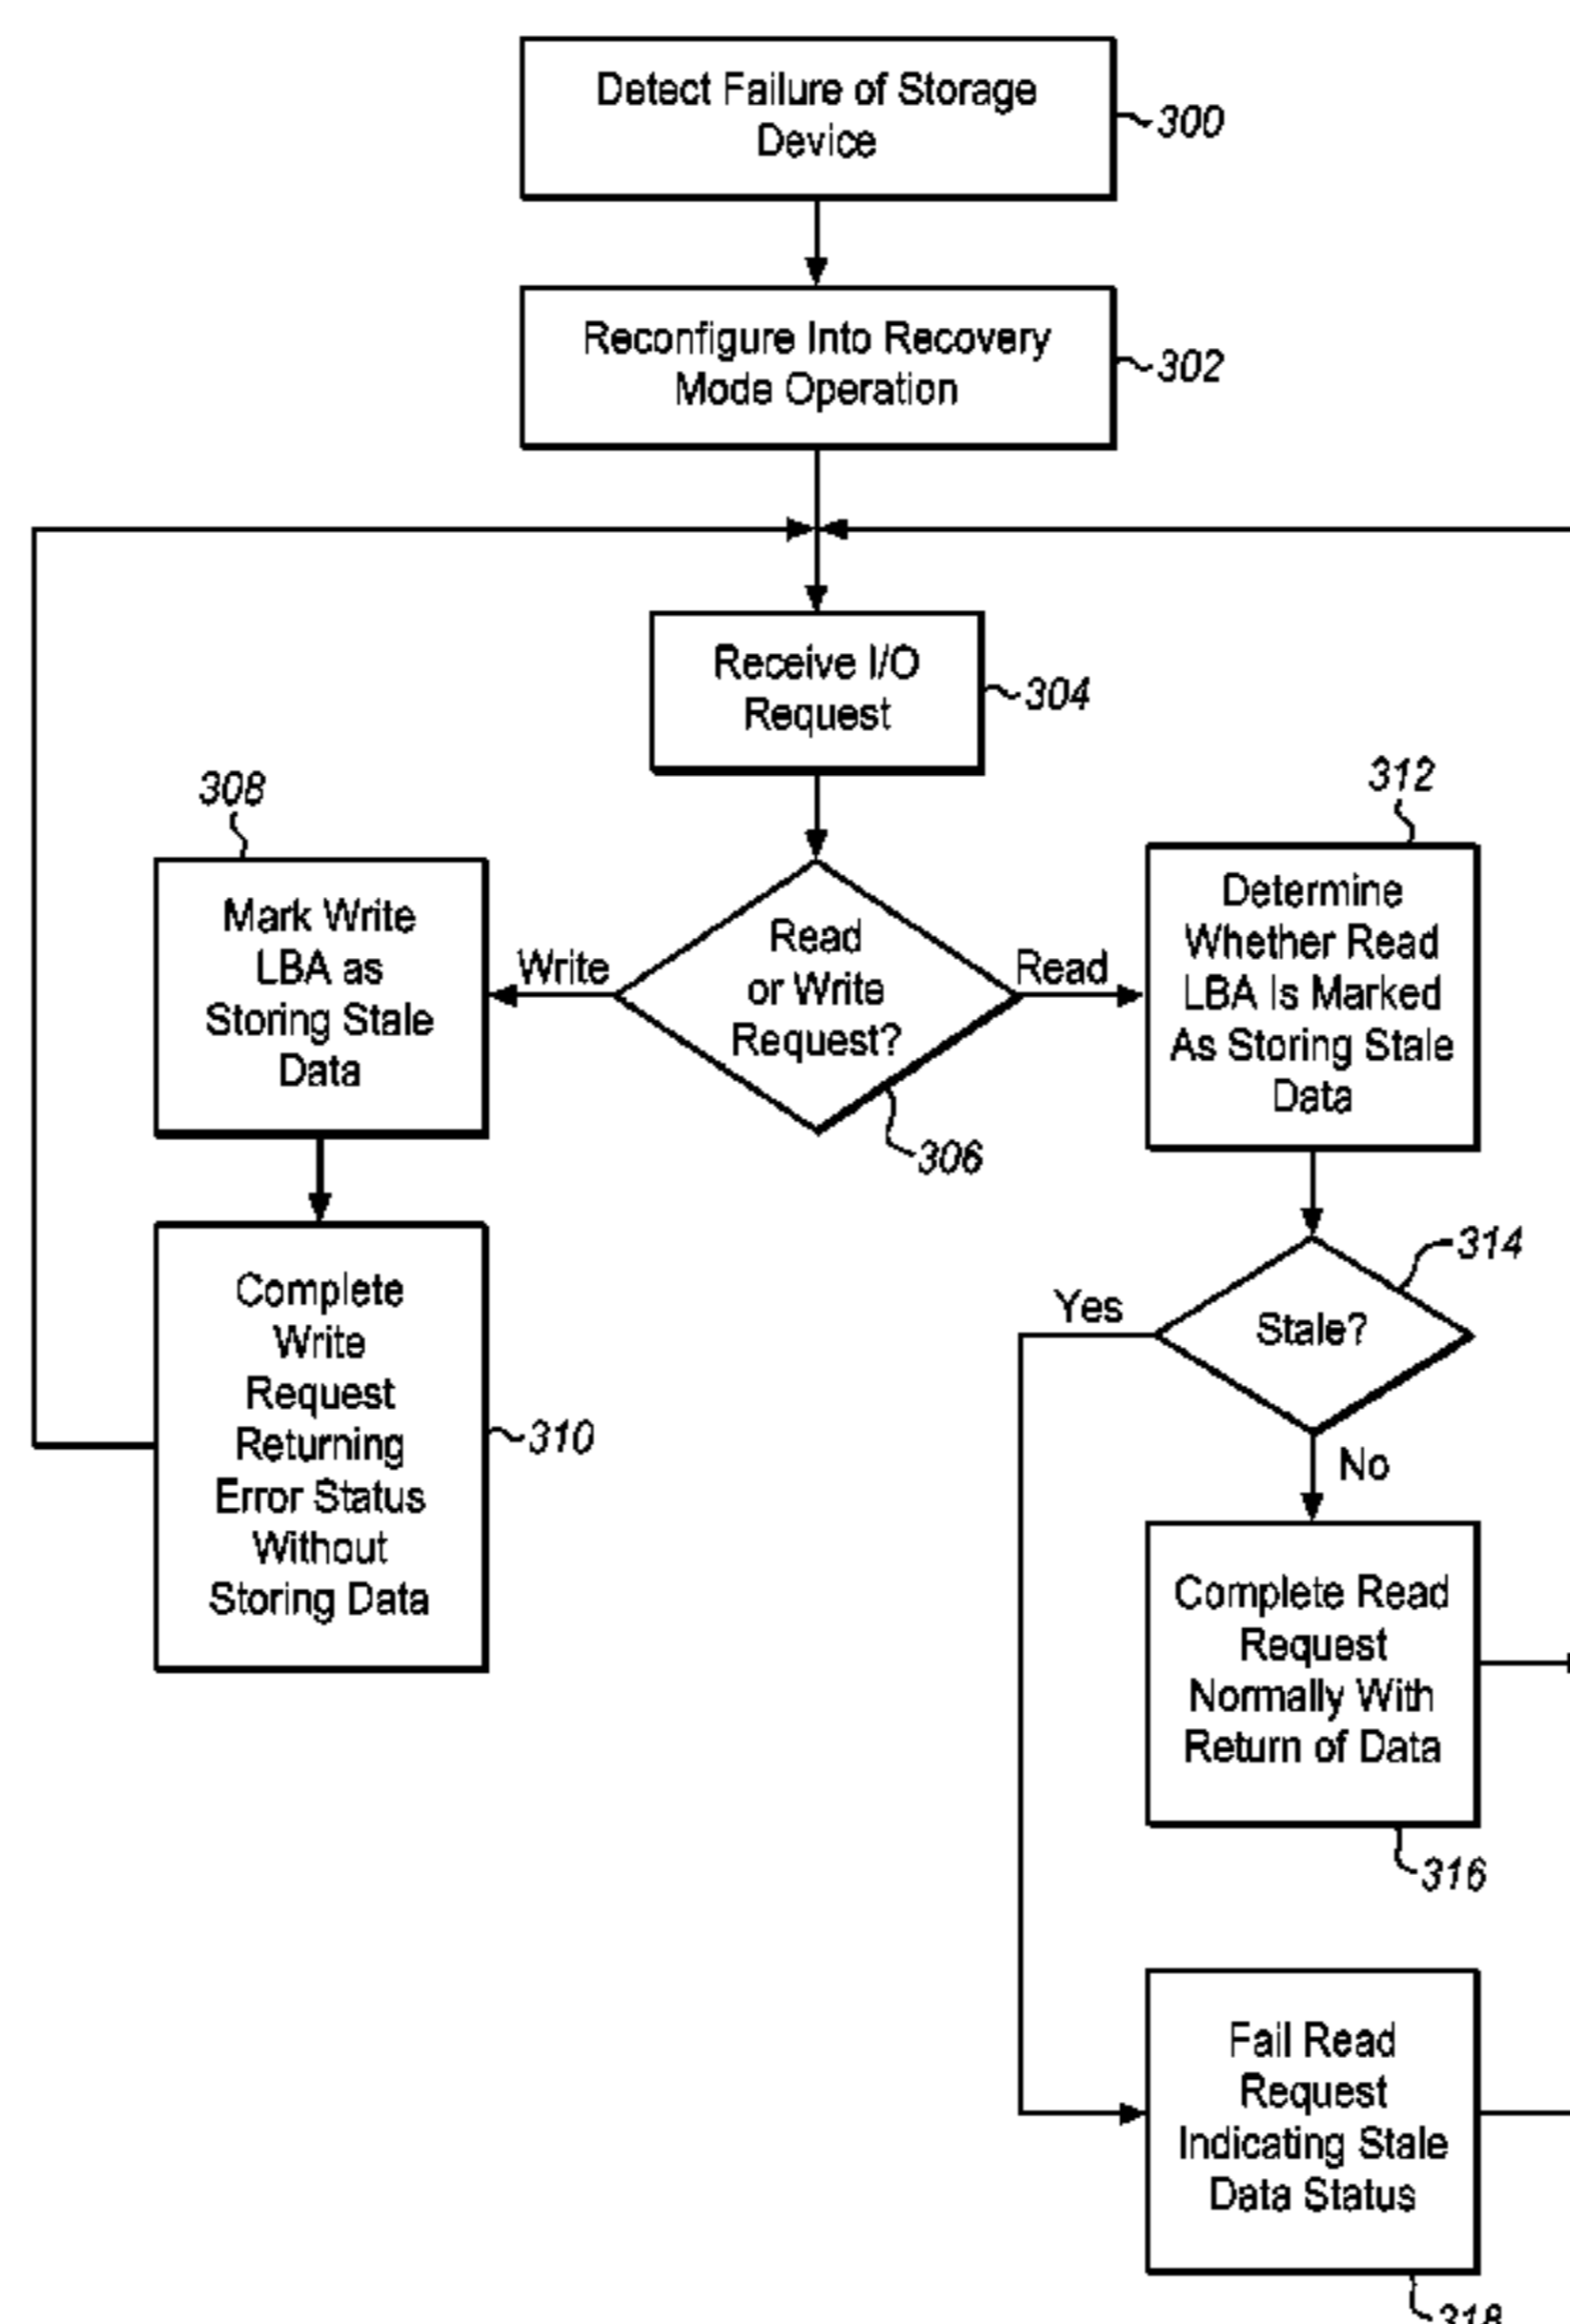 Detect Failure of Storage
Device
300
Reconfigure Into Recovery
Mode Operation
302
Receive I/O
Request
304
308
Mark Write
LBA as
Storing Stale
Data
Write
Read
or Write
Request?
306
Read
312
Determine
Whether Read
LBA Is Marked
As Storing Stale
Data
Complete
Write
Request
Returning
Error Status
Without
Storing Data
310
314
Stale?
Yes
No
Complete Read
Request
Normally With
Return of Data
316
Fail Read
Request
Indicating Stale
Data Status
318